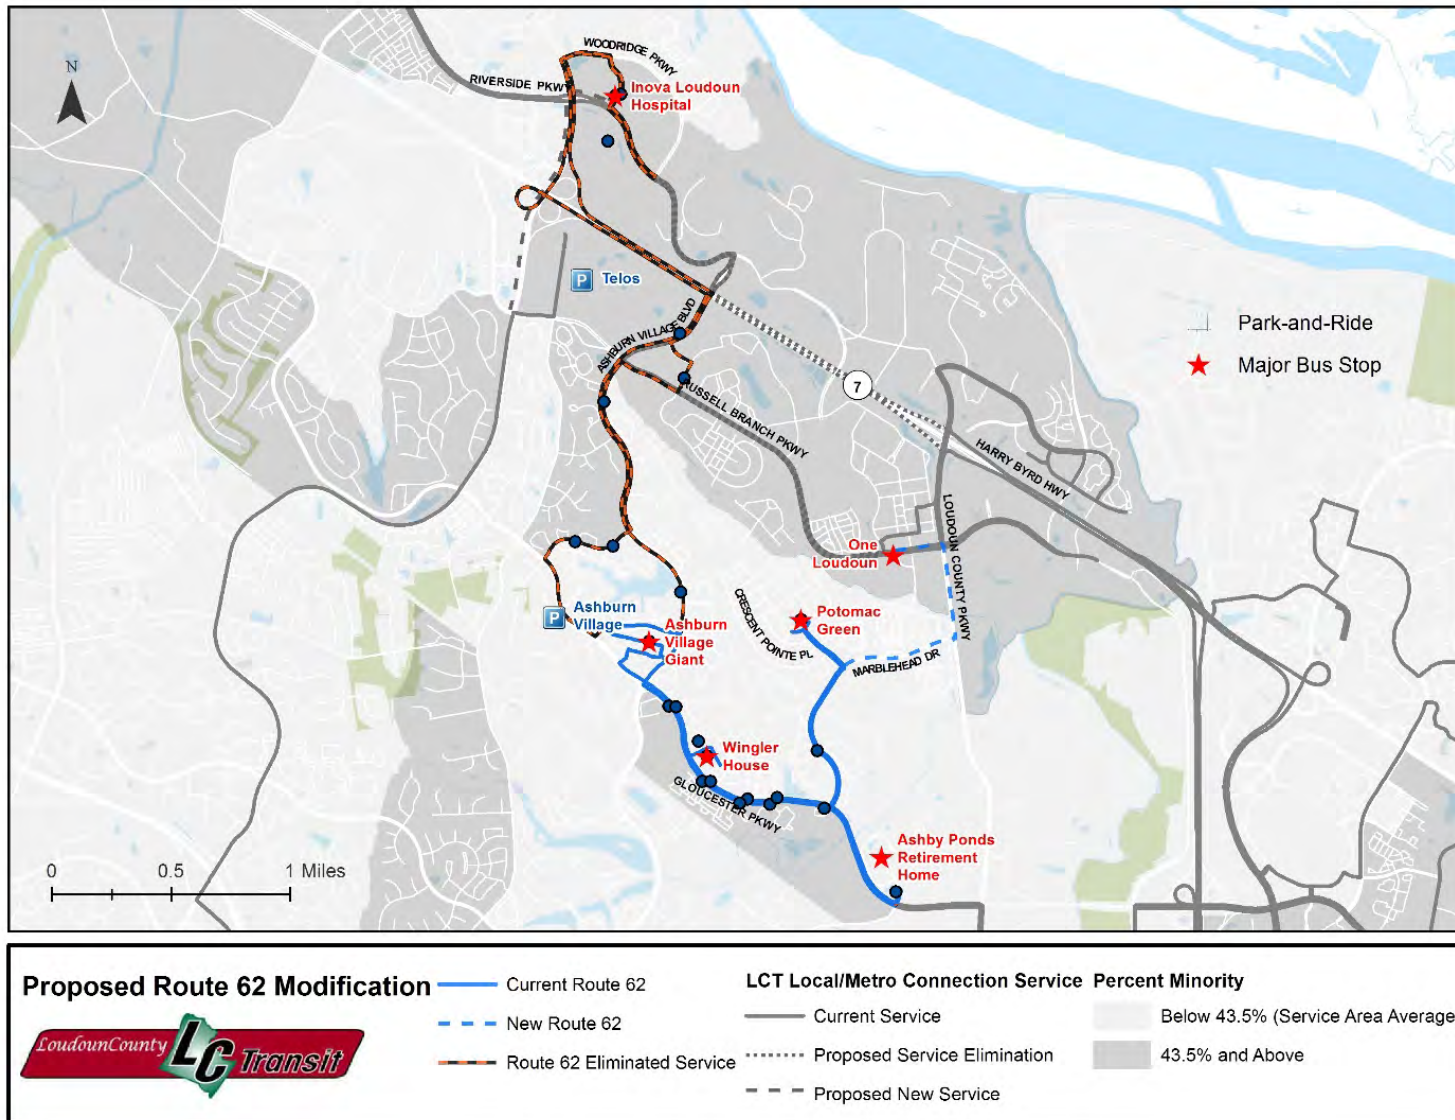 WOODRIDGE PKWY
N
RIVERSIDE PKWY
Inova Loudoun
Hospital
P
Telos
ASHBURN VILLAGE BLVD
Park-and-Ride
Major Bus Stop
7
RUSSELL BRANCH PKWY
HARRY BYRD HWY
LOUDOUN COUNTY PKWY
One
Loudoun
P
Ashburn
Village
Ashburn
Village
Giant
CRESCENT POINTE PL
Potomac
Green
MARBLEHEAD DR
Wingler
House
GLOUCESTER PKWY
Ashby Ponds
Retirement
Home
0 0.5 1 Miles
Proposed Route 62 Modification
LoudounCounty LC Transit
Current Route 62
New Route 62
Route 62 Eliminated Service
LCT Local/Metro Connection Service
Current Service
Proposed Service Elimination
Proposed New Service
Percent Minority
Below 43.5% (Service Area Average
43.5% and Above